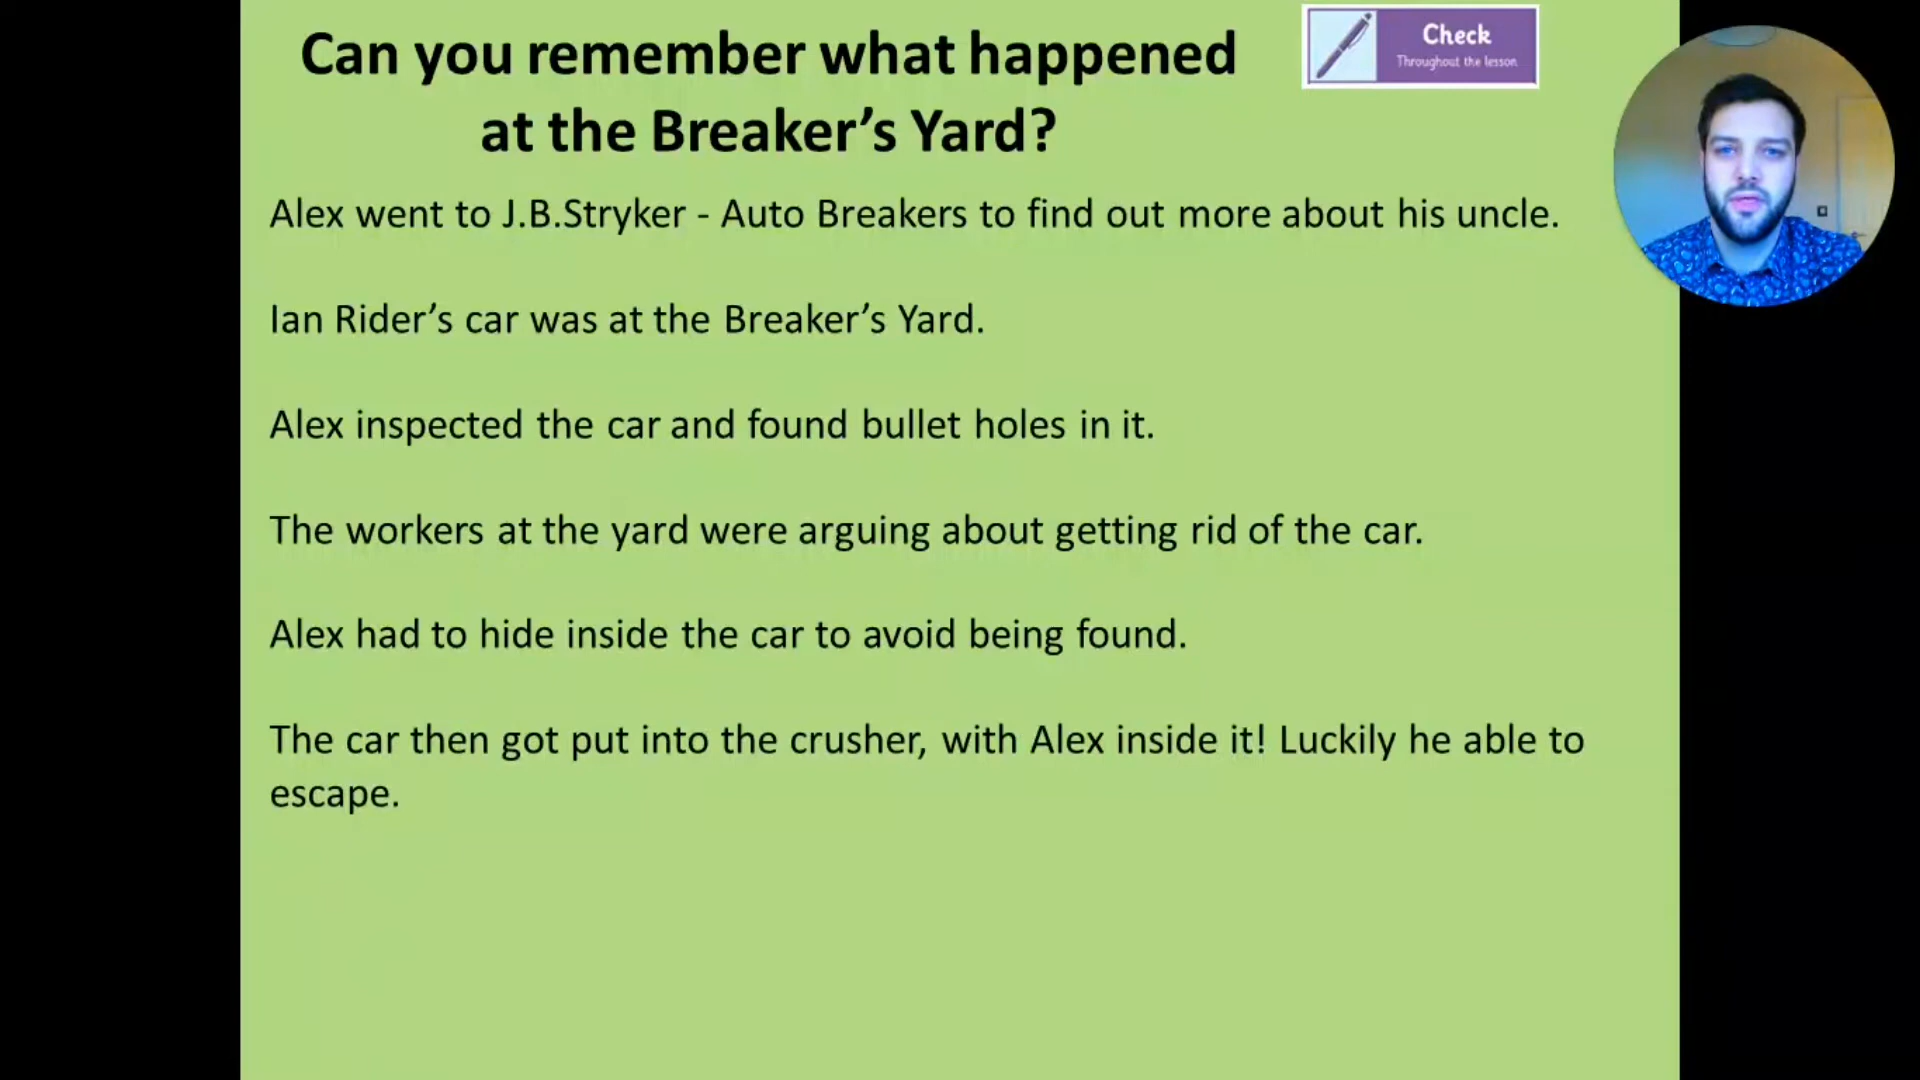 Can you remember what happened
at the Breaker’s Yard?
Check
Throughout the lesson
Alex went to J.B.Stryker - Auto Breakers to find out more about his uncle.
Ian Rider’s car was at the Breaker’s Yard.
Alex inspected the car and found bullet holes in it.
The workers at the yard were arguing about getting rid of the car.
Alex had to hide inside the car to avoid being found.
The car then got put into the crusher, with Alex inside it! Luckily he able to
escape.